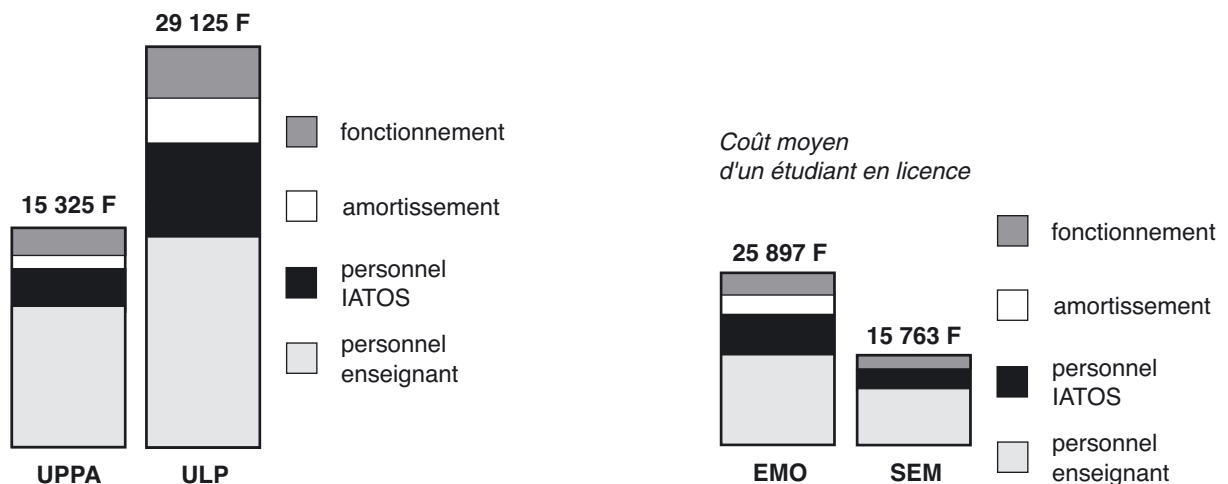 29 125 F
15 325 F
fonctionnement
amortissement
personnel
IATOS
personnel
enseignant
UPPA
ULP
Coût moyen
d'un étudiant en licence
25 897 F
15 763 F
fonctionnement
amortissement
personnel
IATOS
personnel
enseignant
EMO
SEM